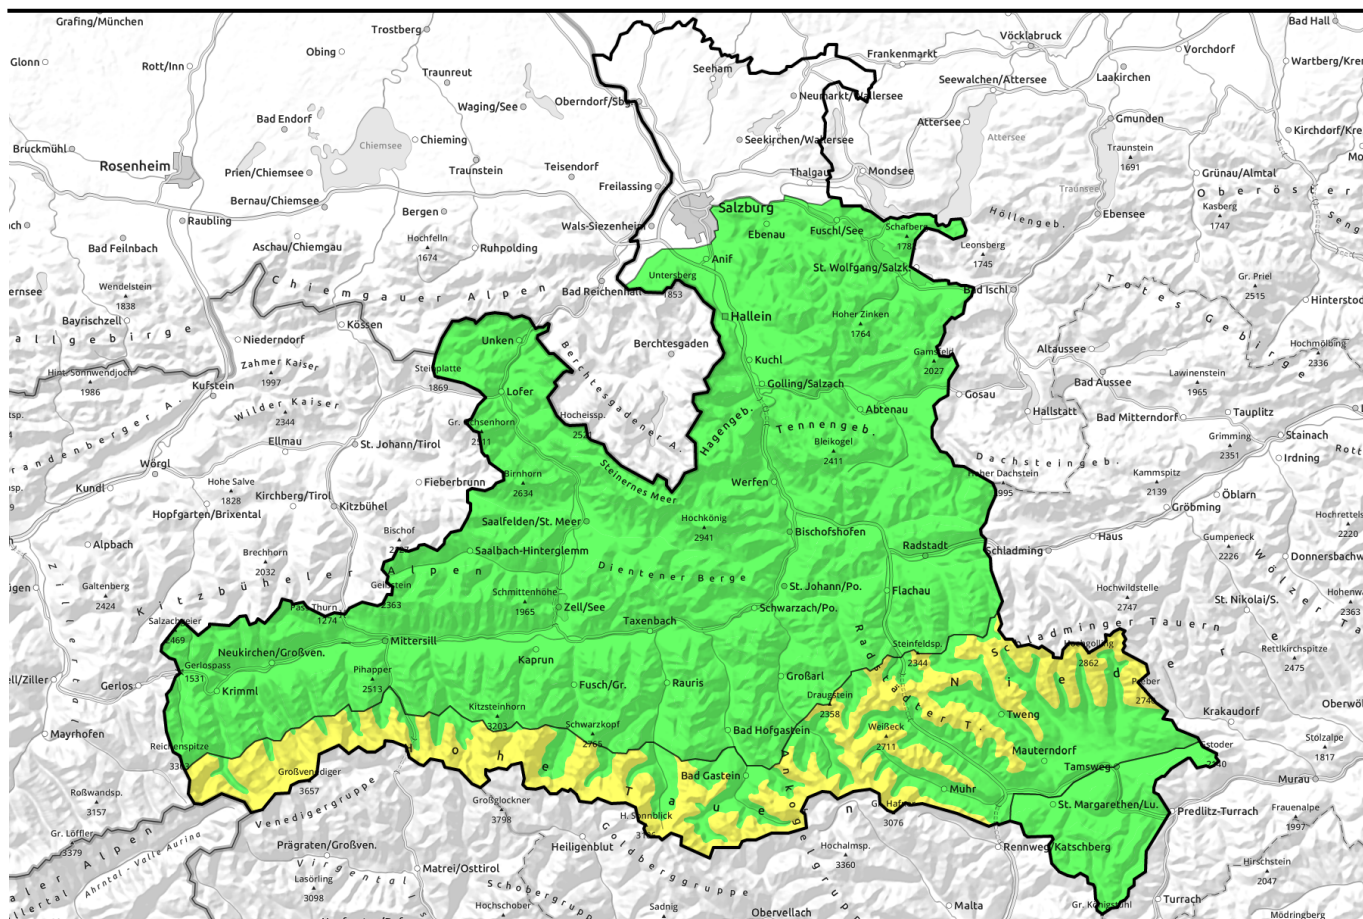 Grafing/München
Trostberg
Bad Hall
Obing
Vöcklabruck
Vorchdorf
Frankenmarkt
Glonn
Rott/Inn
Seeham
Wartberg/Kre
Traunreut
Seewalchen/Attersee
Laakirchen
Waging/See
Oberndorf/Sbg.
Neumarkt/Wallersee
Bad Endorf
Attersee
Gmunden
Kirchdorf/Kre
Chieming
Seekirchen/Wallersee
Attersee
Chiemsee
Bruckmühl
Traunstein
1691
Rosenheim
Prien/Chiemsee
Traunstein
Teisendorf
Thalgau
Mondsee
Grünau/Almtal
Freilassing
Traunsee
Oberöster
Bernau/Chiemsee
Salzburg
Kasberg
1747
Raubling
Bergen
Ebensee
Höllengeb.
Wals-Siezenheim
Ebenau
Fuschl/See
Schafberg
Bad Feilnbach
Aschau/Chiemgau
Hochfelln
1674
Ruhpolding
Leonsberg
1745
Anif
St. Wolfgang/Salzk.
Untersberg
1853
Gr. Priel
2515
Wendelstein
1838
Chiemgauer Alpen
Bad Reichenhall
Bad Ischl
Totes Gebirge
Hinterstod
Bayrischzell
Kössen
Hallein
Hoher Zinken
1764
Niederndorf
Unken
Berchtesgaden
Altaussee
Hochmölbing
2336
Zahmer Kaiser
1997
Kuchl
Gamsfeld
2027
Hint. Sonnwendjoch
1986
Steinplatte
1869
Berchtesgadener A.
Bad Aussee
Lawinenstein
1965
Kufstein
Lofer
Golling/Salzach
Gosau
Wilder Kaiser
2344
Hocheissp.
Abtenau
Hallstatt
Bad Mitterndorf
Tauplitz
Hagengeb.
Tennengeb.
Ellmau
St. Johann/Tirol
2511
Bleikogel
2411
Grimming
2351
Stainach
Wörgl
Steinernes Meer
Dachsteingeb.
Irdning
Kundl
Hohe Salve
1828
Fieberbrunn
Birnhorn
2634
Werfen
Kammspitz
2139
Öblarn
Kirchberg/Tirol
Kitzbühel
Gröbming
Hopfgarten/Brixental
Saalfelden/St. Meer
Hochkönig
2941
Bischofshofen
Haus
Gumpeneck
2226
Alpbach
Brechhorn
2032
Saalbach-Hinterglemm
Radstadt
Schladming
Donnersbachw
Galtenberg
2424
Kitzbüheler Alpen
Dientener Berge
Schmittenhöhe
1965
St. Johann/Po.
Flachau
Hochwildstelle
2747
2363
Wölzer Ta
Pass Thurn
1274
Zell/See
Schwarzach/Po.
St. Nikolai/S.
2469
Taxenbach
Mittersill
Schladminger Tauern
Gerlospass
1531
Neukirchen/Großven.
Kaprun
Steinfeldsp.
2344
Hochgolling
2862
Rettlkirchspitze
2475
Pihapper
2513
Gerlos
Krimml
Fusch/Gr.
Rauris
Großarl
Draugstein
2358
Radstädter T.
Nied
Kitzsteinhorn
3203
Krakaudorf
Tweng
Mayrhofen
Schwarzkopf
2765
Bad Hofgastein
Weißeck
2711
Stolzalpe
1817
Reichenspitze
Hohe Tauern
Mauterndorf
Großvenediger
3657
Tamsweg
Bad Gastein
Murau
Roßwandsp.
3157
Venedigergruppe
Großglockner
3798
Ankogelgruppe
Muhr
St. Margarethen/Lu.
3076
Predlitz-Turrach
H. Sonnblick
Gr. Löffler
3379
Frauenalpe
1997
Prägraten/Großven.
Heiligenblut
Goldberggruppe
Hochalmsp.
3360
Rennweg/Katschberg
Ahrntal - Valle Aurina
Matrei/Osttirol
Virgental
Lasörling
3098
Hirschstein
2047
Schobergruppe
Hochschober
Sadnig
Obervellach
Malta
Gr. Königstuhl
Turrach
Mödringberg